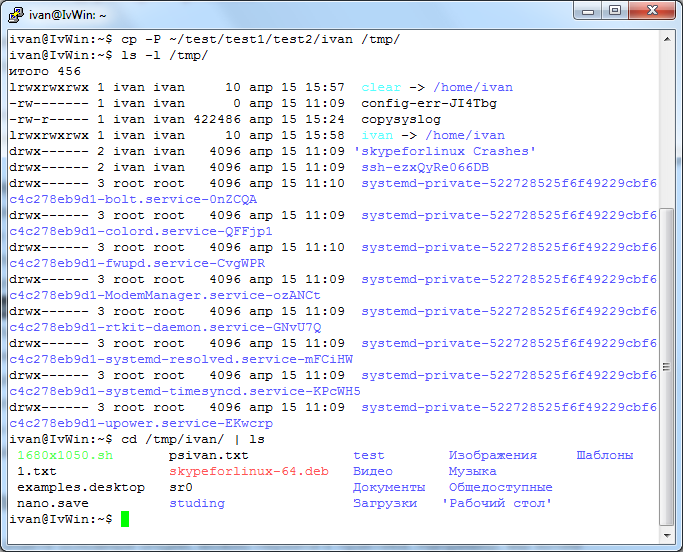 ivan@IvWin: ~
ivan@IvWin:~$ cp -P ~/test/test1/test2/ivan /tmp/
ivan@IvWin:~$ ls -l /tmp/
итого 456
lrwxrwxrwx 1 ivan ivan     10 апр 15 15:57  clear -> /home/ivan
-rw------- 1 ivan ivan      0 апр 15 11:09  config-err-JI4Tbg
-rw-r----- 1 ivan ivan 422486 апр 15 15:24  copysyslog
lrwxrwxrwx 1 ivan ivan     10 апр 15 15:58  ivan -> /home/ivan
drwx------ 2 ivan ivan   4096 апр 15 11:09 'skypeforlinux Crashes'
drwx------ 2 ivan ivan   4096 апр 15 11:09  ssh-ezxQyRe066DB
drwx------ 3 root root   4096 апр 15 11:10  systemd-private-522728525f6f49229cbf6
c4c278eb9d1-bolt.service-0nZCQA
drwx------ 3 root root   4096 апр 15 11:09  systemd-private-522728525f6f49229cbf6
c4c278eb9d1-colord.service-QFFjp1
drwx------ 3 root root   4096 апр 15 11:10  systemd-private-522728525f6f49229cbf6
c4c278eb9d1-fwupd.service-CvgWPR
drwx------ 3 root root   4096 апр 15 11:09  systemd-private-522728525f6f49229cbf6
c4c278eb9d1-ModemManager.service-ozANCt
drwx------ 3 root root   4096 апр 15 11:09  systemd-private-522728525f6f49229cbf6
c4c278eb9d1-rtkit-daemon.service-GNvU7Q
drwx------ 3 root root   4096 апр 15 11:09  systemd-private-522728525f6f49229cbf6
c4c278eb9d1-systemd-resolved.service-mFCiHW
drwx------ 3 root root   4096 апр 15 11:09  systemd-private-522728525f6f49229cbf6
c4c278eb9d1-systemd-timesyncd.service-KPcWH5
drwx------ 3 root root   4096 апр 15 11:09  systemd-private-522728525f6f49229cbf6
c4c278eb9d1-upower.service-EKwcrp
ivan@IvWin:~$ cd /tmp/ivan/ | ls
1680x1050.sh       psivan.txt             test        Изображения     Шаблоны
1.txt              skypeforlinux-64.deb   Видео       Музыка
examples.desktop   sr0                    Документы   Общедоступные
nano.save          studing                Загрузки   'Рабочий стол'
ivan@IvWin:~$